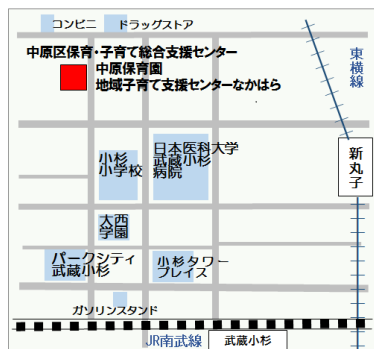 コンビニ
ドラッグストア
中原区保育・子育て総合支援センター
中原保育園
地域子育て支援センターなかはら
東横線
日本医科大学
武蔵小杉
病院
小杉
小学校
新丸子
大西
学園
パークシティ
武蔵小杉
小杉タワー
プレイス
ガソリンスタンド
JR南武線
武蔵小杉